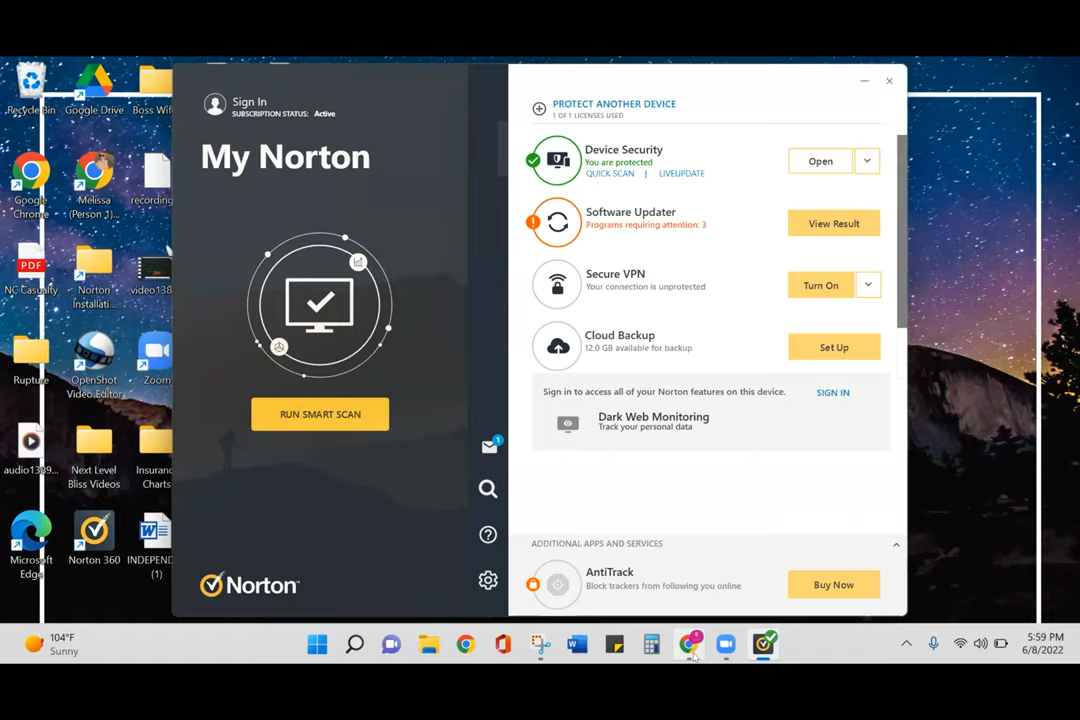 Sign In
SUBSCRIPTION STATUS: Active
My Norton
RUN SMART SCAN
Norton
1
PROTECT ANOTHER DEVICE
1 OF 1 LICENSES USED
Device Security
You are protected
QUICK SCAN | LIVEUPDATE
Open
Software Updater
Programs requiring attention: 3
View Result
Secure VPN
Your connection is unprotected
Turn On
Cloud Backup
12.0 GB available for backup
Set Up
Sign in to access all of your Norton features on this device.
SIGN IN
Dark Web Monitoring
Track your personal data
ADDITIONAL APPS AND SERVICES
AntiTrack
Block trackers from following you online
Buy Now
Recycle Bin
Google Drive
Boss Wif
Google
Chrome
Melissa
(Person 1)...
recording
PDF
NC Casualty
Norton
Installati...
video138
Rupture
OpenShot
Video Editor
Zoom
audio1389...
Next Level
Bliss Videos
Insuranc
Charts
Microsoft
Edge
Norton 360
INDEPEND
(1)
104°F
Sunny
5:59 PM
6/8/2022